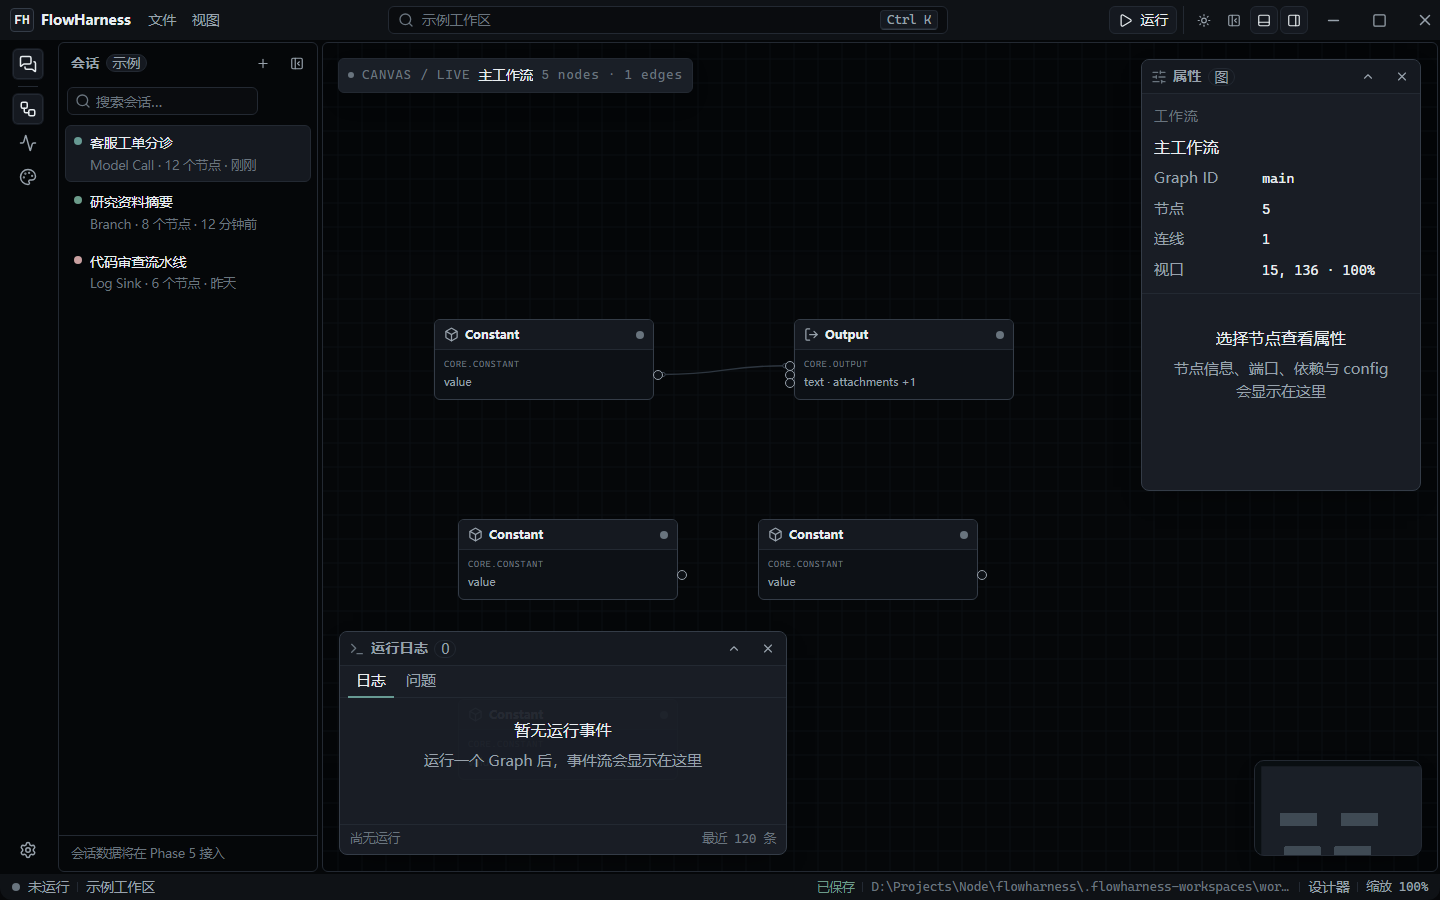 FH FlowHarness 文件 视图 示例工作区 Ctrl K 运行
会话 示例
搜索会话...
客服工单分诊
Model Call · 12 个节点 · 刚刚
研究资料摘要
Branch · 8 个节点 · 12 分钟前
代码审查流水线
Log Sink · 6 个节点 · 昨天
会话数据将在 Phase 5 接入
CANVAS / LIVE 主工作流 5 nodes · 1 edges
Constant
CORE.CONSTANT
value
Output
CORE.OUTPUT
text · attachments +1
Constant
CORE.CONSTANT
value
Constant
CORE.CONSTANT
value
运行日志 0
日志 问题
Constant
暂无运行事件
运行一个 Graph 后，事件流会显示在这里
尚无运行 最近 120 条
属性 图
工作流
主工作流
Graph ID main
节点 5
连线 1
视口 15, 136 · 100%
选择节点查看属性
节点信息、端口、依赖与 config
会显示在这里
未运行 示例工作区 已保存 D:\Projects\Node\flowharness\.flowharness-workspaces\wor… 设计器 缩放 100%